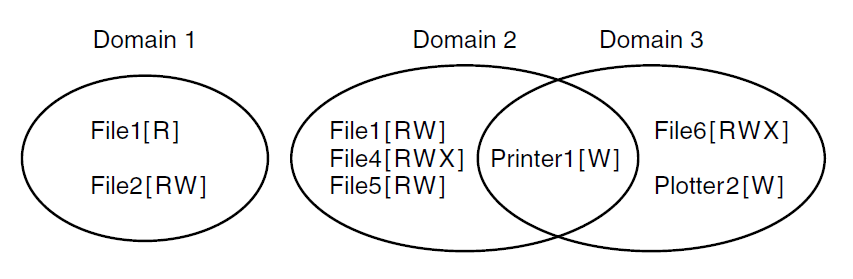 Domain 1
Domain 2
Domain 3
File1[R]
File2[RW]
File1[RW]
File4[RWX]
File5[RW]
Printer1[W]
File6[RWX]
Plotter2[W]